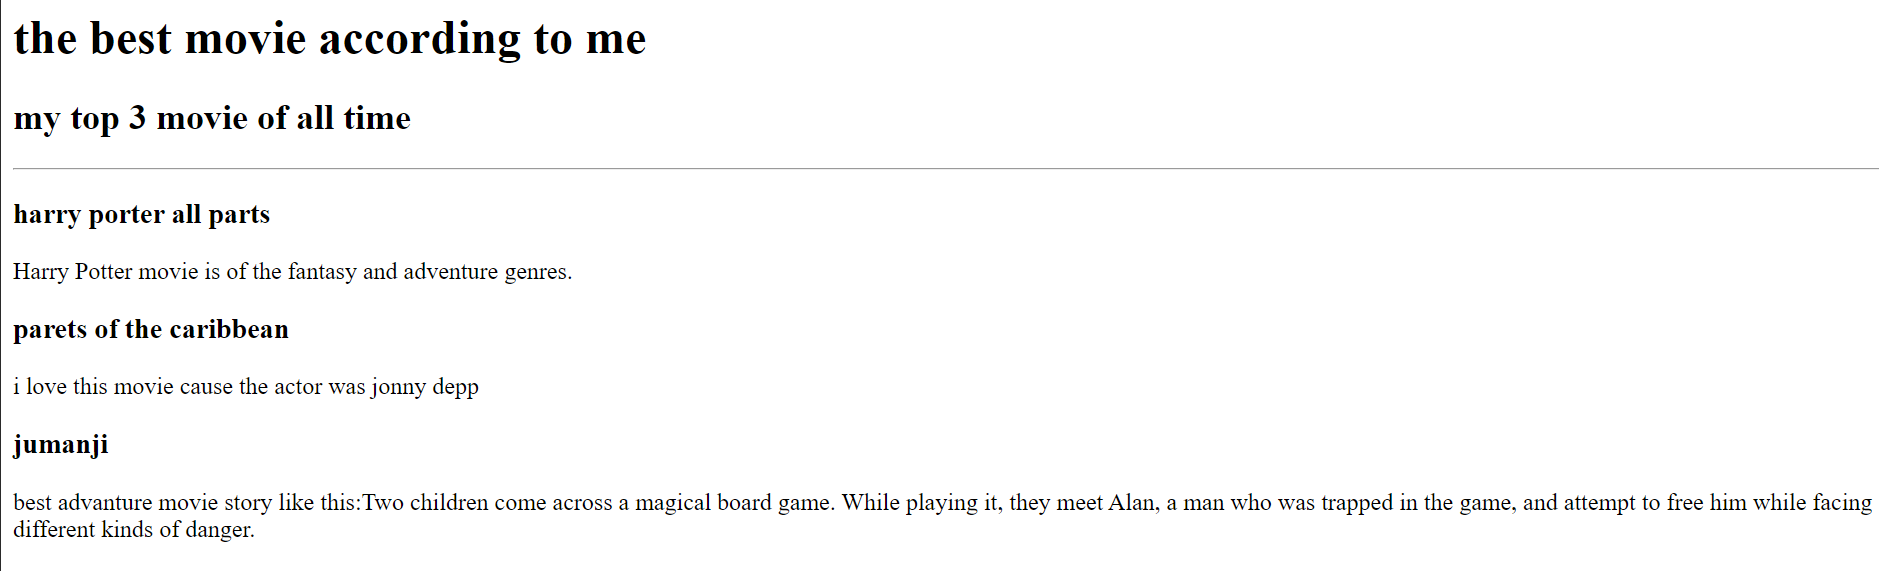 the best movie according to me
my top 3 movie of all time
harry porter all parts
Harry Potter movie is of the fantasy and adventure genres.
parets of the caribbean
i love this movie cause the actor was jonny depp
jumanji
best advanture movie story like this:Two children come across a magical board game. While playing it, they meet Alan, a man who was trapped in the game, and attempt to free him while facing
different kinds of danger.